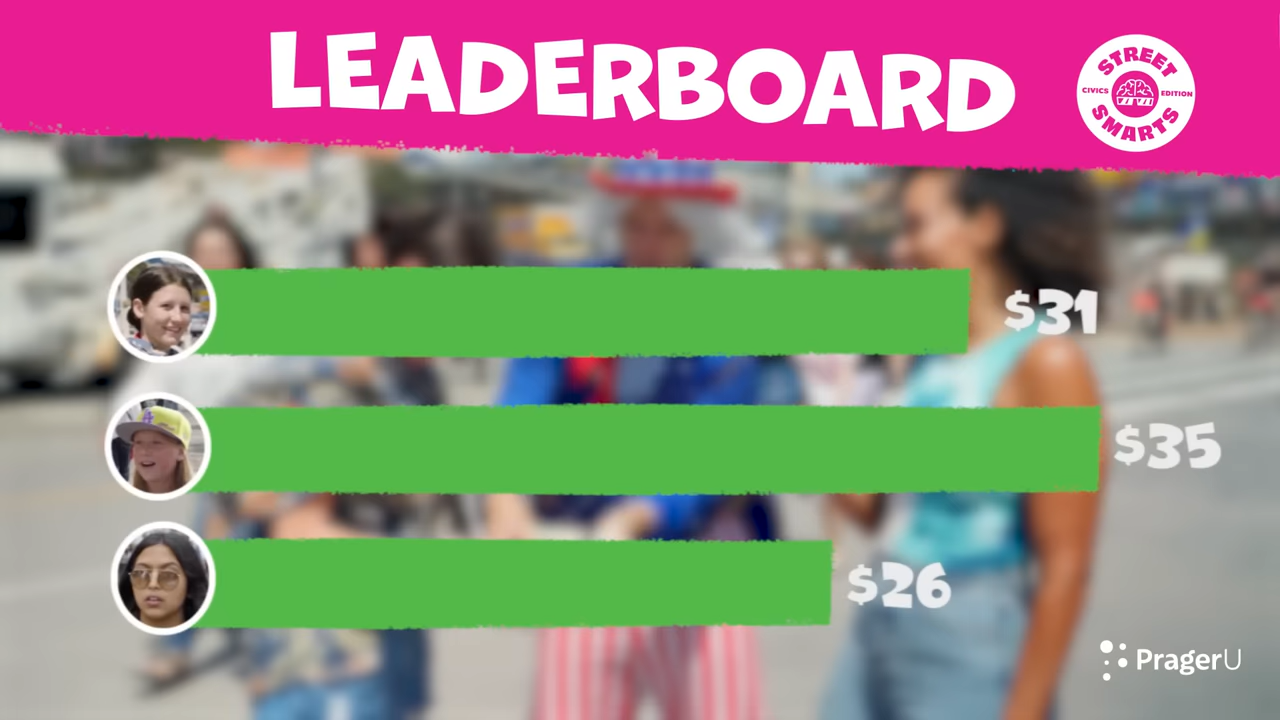 LEADERBOARD
STREET
CIVICS EDITION
SMARTS
$31
$35
$26
PragerU